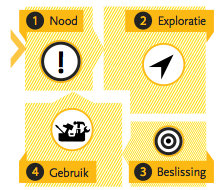 1 Nood
2 Exploratie
4 Gebruik
3 Beslissing